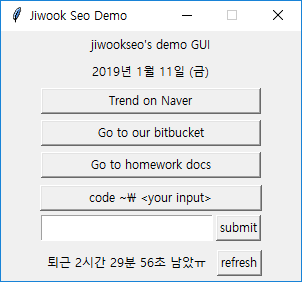 Jiwook Seo Demo
jiwookseo's demo GUI
2019년 1월 11일 (금)
Trend on Naver
Go to our bitbucket
Go to homework docs
code ~₩ <your input>
submit
퇴근 2시간 29분 56초 남았ㅠ
refresh